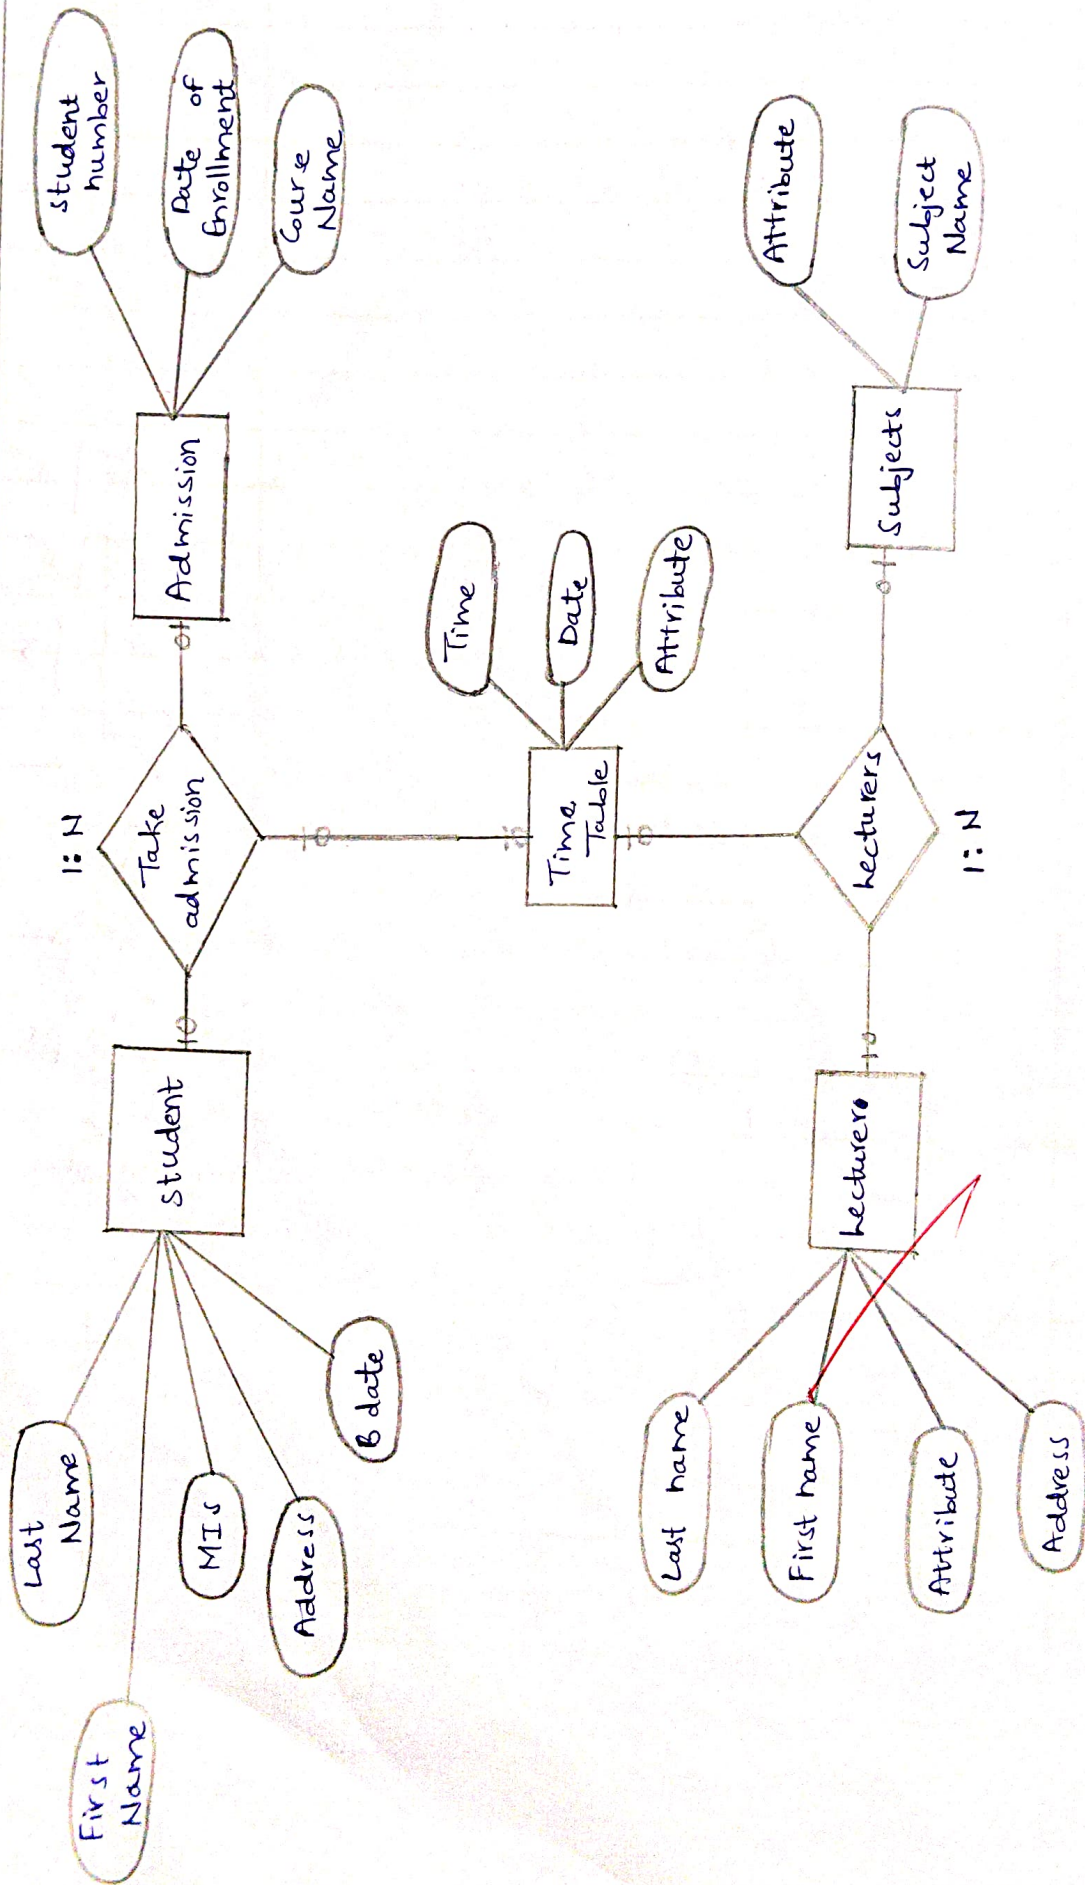 First
Name
Last
Name
MIS
Address
B date
Student
1:N
Take
admission
Admission
Student
number
Date of
Enrollment
Course
Name
Time
Table
Time
Date
Attribute
Last name
First name
Attribute
Address
Lecturer
Lecturers
1:N
Subjects
Attribute
Subject
Name